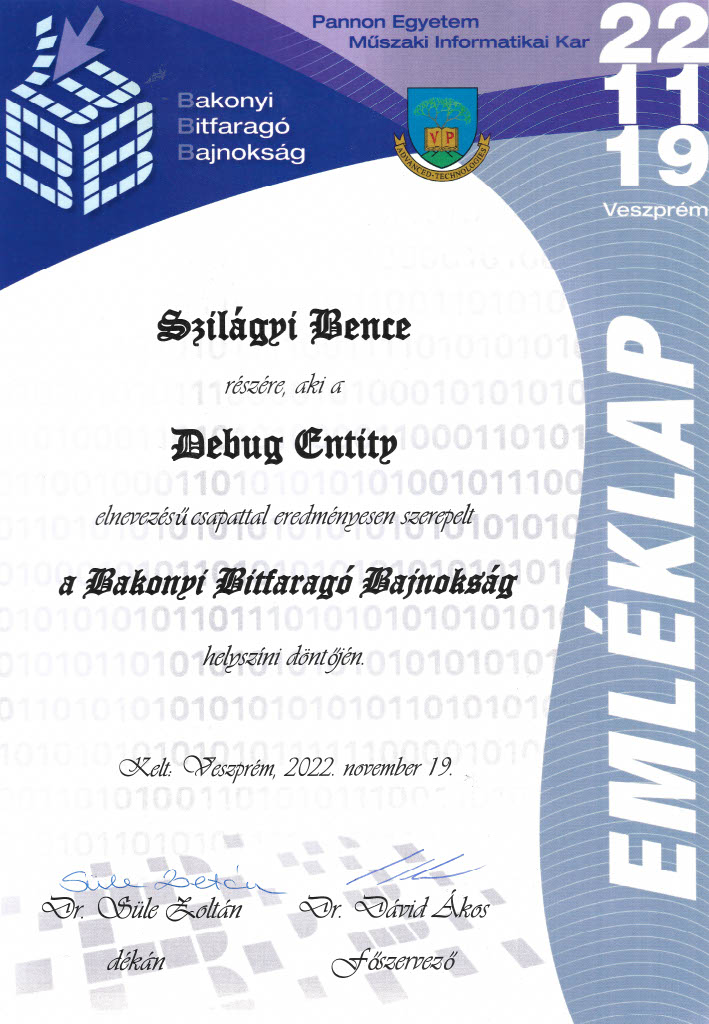 Pannon Egyetem
Műszaki Informatikai Kar
22
11
19
Veszprém
Bakonyi
Bitfaragó
Bajnokság
BBB
VP
ADVANCED-TECHNOLOGIES
EMLÉKLAP
Szilágyi Bence
részére, aki a
Debug Entity
elnevezésű csapattal eredményesen szerepelt
a Bakonyi Bitfaragó Bajnokság
helyszíni döntőjén.
Kelt: Veszprém, 2022. november 19.
Süle Zoltán
Dr. Süle Zoltán
dékán
Dr. Dávid Ákos
Főszervező